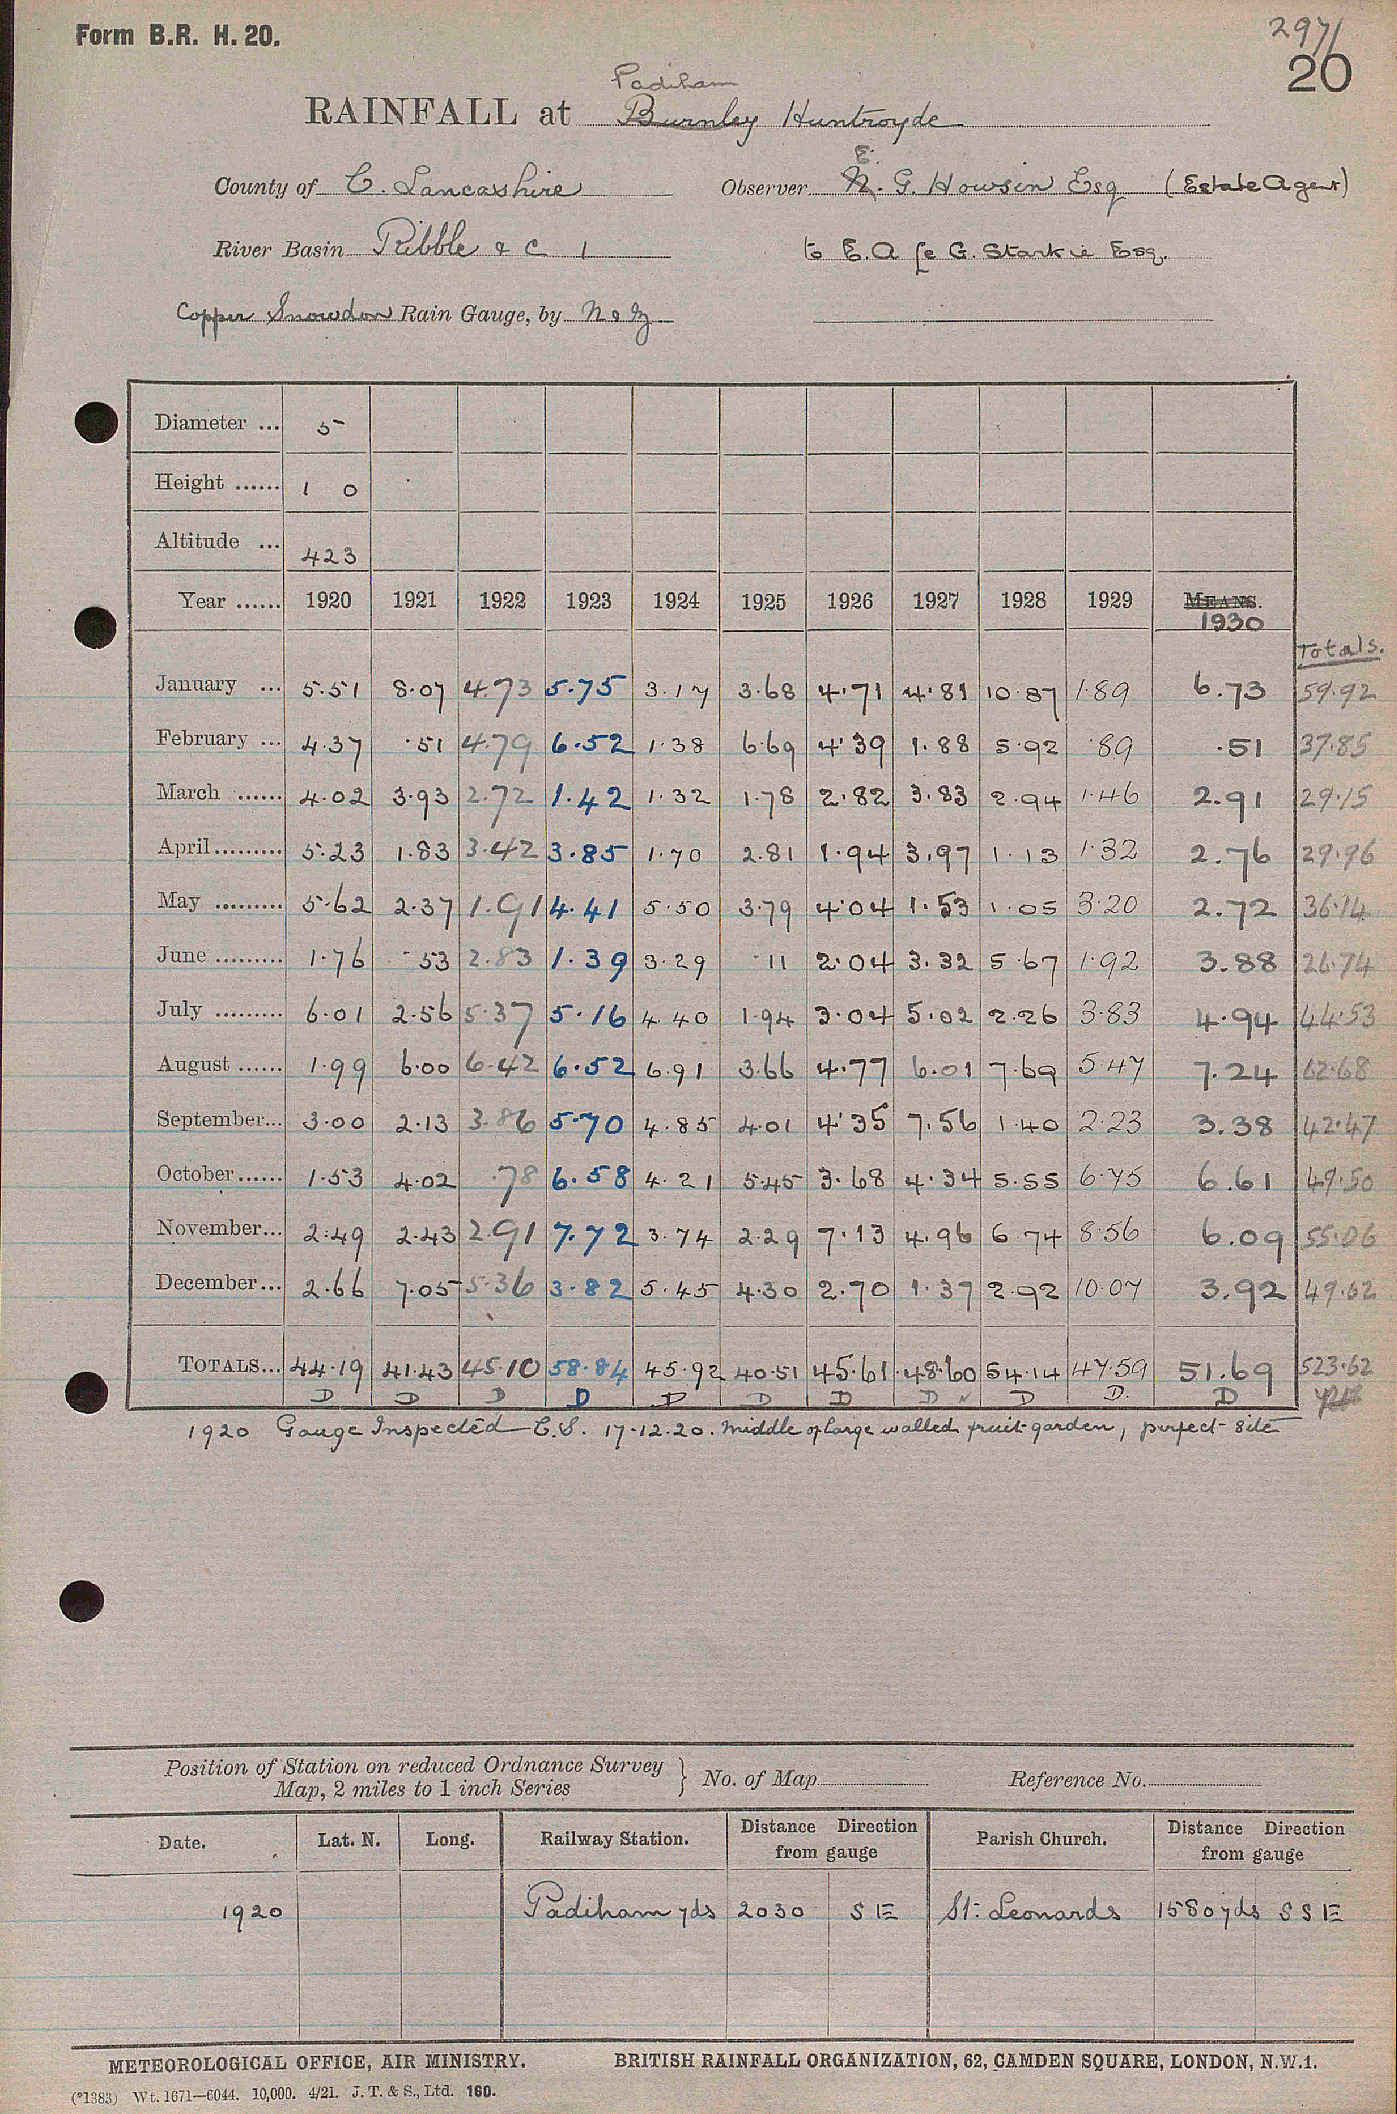 Form B.R. H. 20.
297/
20
Padiham
RAINFALL at Burnley Huntroyde
County of C. Lancashire Observer E. N. G. Howsin Esq (Estate Agent)
River Basin Ribble & C 1 to E. A Le G. Starkie Esq.
Copper Snowdon Rain Gauge, by N & Z
Diameter ... 5
Height ...... 1 0
Altitude ... 423
Year ...... 1920 1921 1922 1923 1924 1925 1926 1927 1928 1929 MEANS. 1930
Totals.
January ... 5.51 8.07 4.73 5.75 3.17 3.68 4.71 4.81 10.87 1.89 6.73 59.92
February ... 4.37 .51 4.79 6.52 1.38 6.69 4.39 1.88 5.92 .89 .51 37.85
March ...... 4.02 3.93 2.72 1.42 1.32 1.78 2.82 3.83 2.94 1.46 2.91 29.15
April......... 5.23 1.83 3.42 3.85 1.70 2.81 1.94 3.97 1.13 1.32 2.76 29.96
May ......... 5.62 2.37 1.91 4.41 5.50 3.79 4.04 1.53 1.05 3.20 2.72 36.14
June ......... 1.76 .53 2.83 1.39 3.29 .11 2.04 3.32 5.67 1.92 3.88 26.74
July ......... 6.01 2.56 5.37 5.16 4.40 1.94 3.04 5.02 2.26 3.83 4.94 44.53
August ...... 1.99 6.00 6.42 6.52 6.91 3.66 4.77 6.01 7.69 5.47 7.24 62.68
September... 3.00 2.13 3.86 5.70 4.85 4.01 4.35 7.56 1.40 2.23 3.38 42.47
October...... 1.53 4.02 .78 6.58 4.21 5.45 3.68 4.34 5.55 6.75 6.61 49.50
November... 2.49 2.43 2.91 7.72 3.74 2.29 7.13 4.96 6.74 8.56 6.09 55.06
December... 2.66 7.05 5.36 3.82 5.45 4.30 2.70 1.37 2.92 10.07 3.92 49.62
TOTALS... 44.19 41.43 45.10 58.84 45.92 40.51 45.61 48.60 54.14 47.59 51.69 523.62
D D D D D D D D D D. D
1920 Gauge Inspected C.S. 17.12.20. Middle of large walled fruit garden, perfect site
Position of Station on reduced Ordnance Survey Map, 2 miles to 1 inch Series } No. of Map Reference No.
Date. Lat. N. Long. Railway Station. Distance Direction from gauge Parish Church. Distance Direction from gauge
1920 Padiham yds 2030 S E St: Leonards 1580 yds S S E
METEOROLOGICAL OFFICE, AIR MINISTRY. BRITISH RAINFALL ORGANIZATION, 62, CAMDEN SQUARE, LONDON, N.W.1.
(*1383) Wt. 1671—6044. 10,000. 4/21. J. T. & S., Ltd. 160.